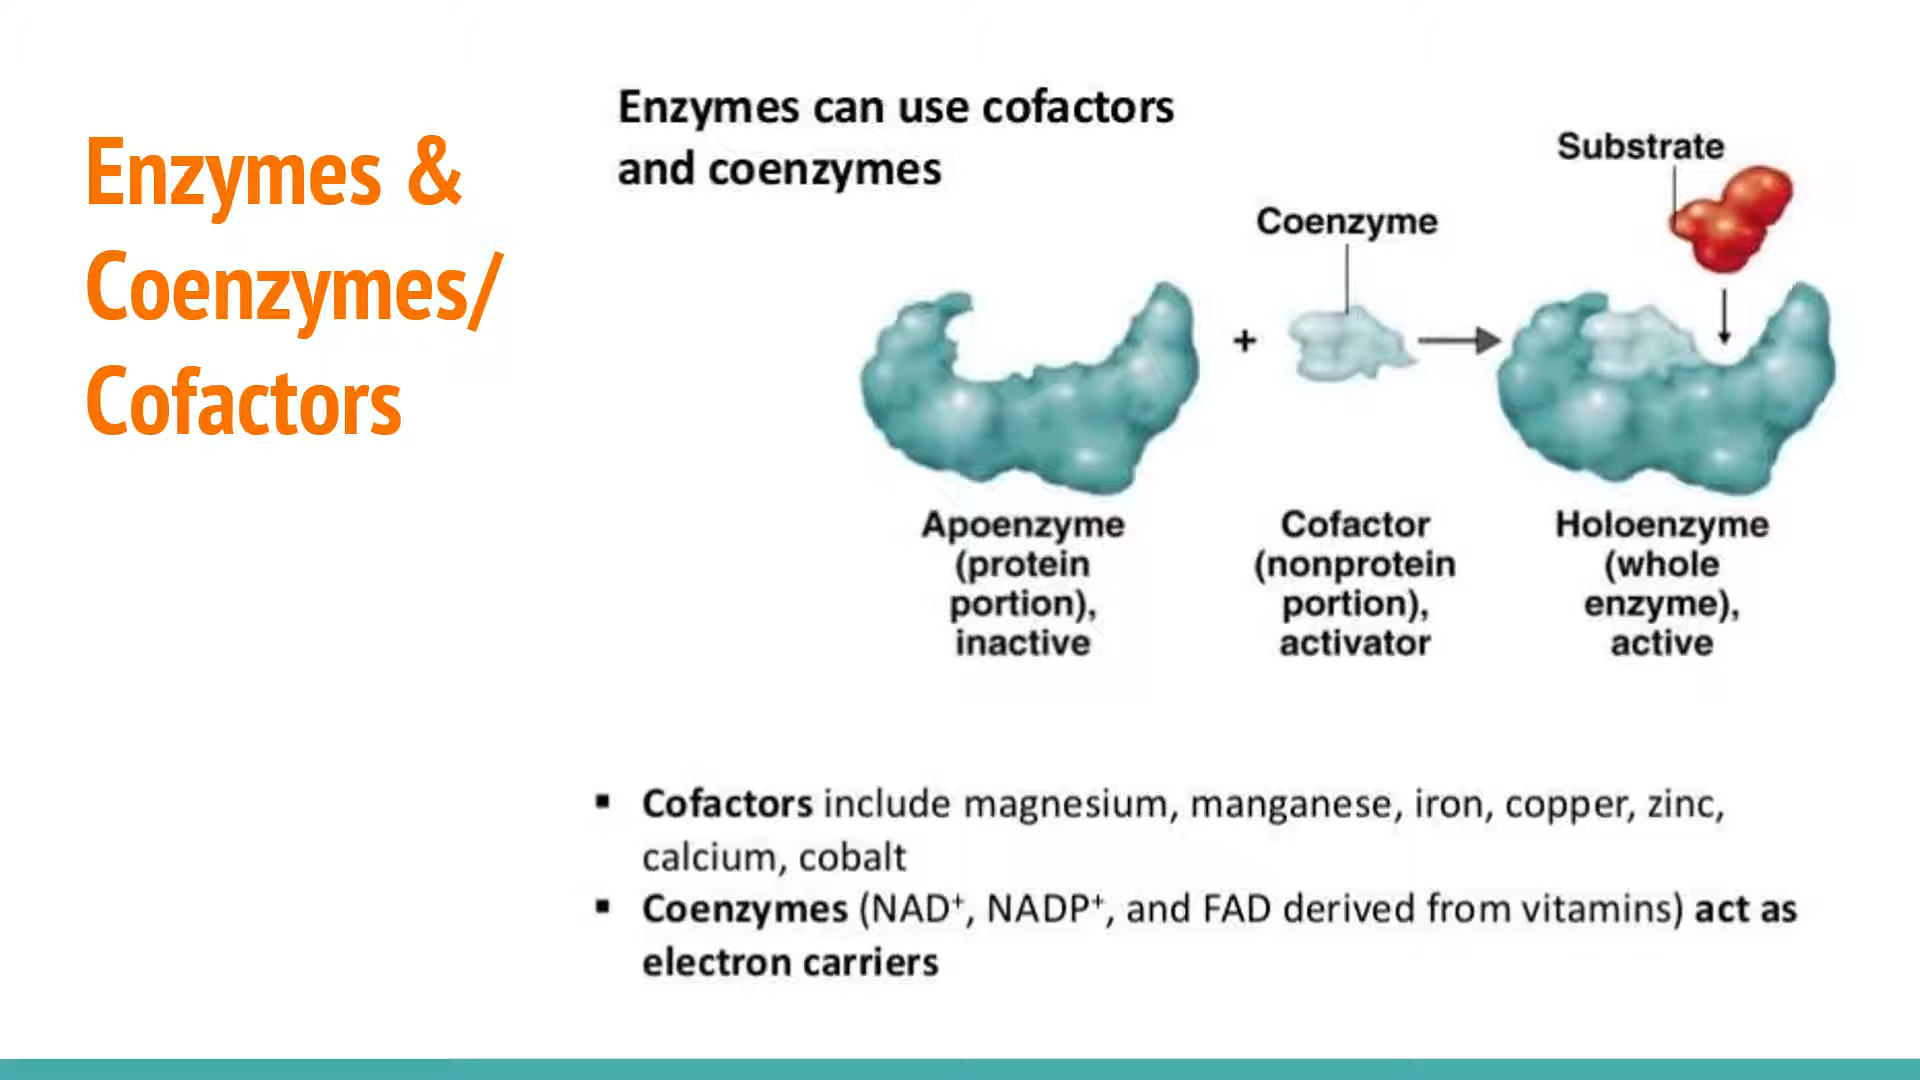 Enzymes &
Coenzymes/
Cofactors
Enzymes can use cofactors
and coenzymes
Substrate
Coenzyme
+
Apoenzyme
(protein
portion),
inactive
Cofactor
(nonprotein
portion),
activator
Holoenzyme
(whole
enzyme),
active
▪ Cofactors include magnesium, manganese, iron, copper, zinc,
calcium, cobalt
▪ Coenzymes (NAD⁺, NADP⁺, and FAD derived from vitamins) act as
electron carriers